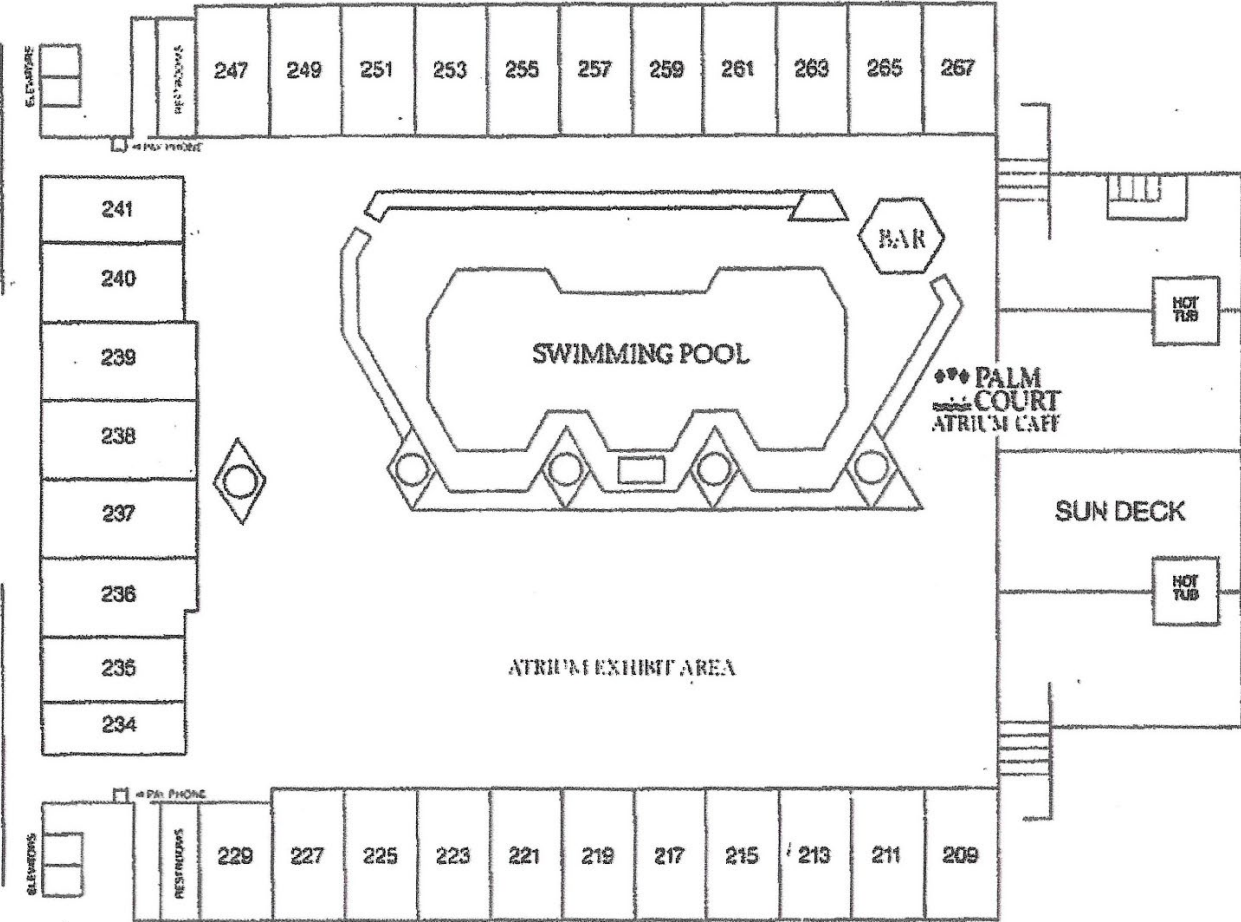 ELEVATORS
RESTROOMS
247 249 251 253 255 257 259 261 263 265 267
PAY PHONE
241
240
239
238
237
236
235
234
BAR
SWIMMING POOL
HOT
TUB
PALM
COURT
ATRIUM CAFE
SUN DECK
HOT
TUB
ATRIUM EXHIBIT AREA
PAY PHONE
ELEVATORS
RESTROOMS
229 227 225 223 221 219 217 215 213 211 209